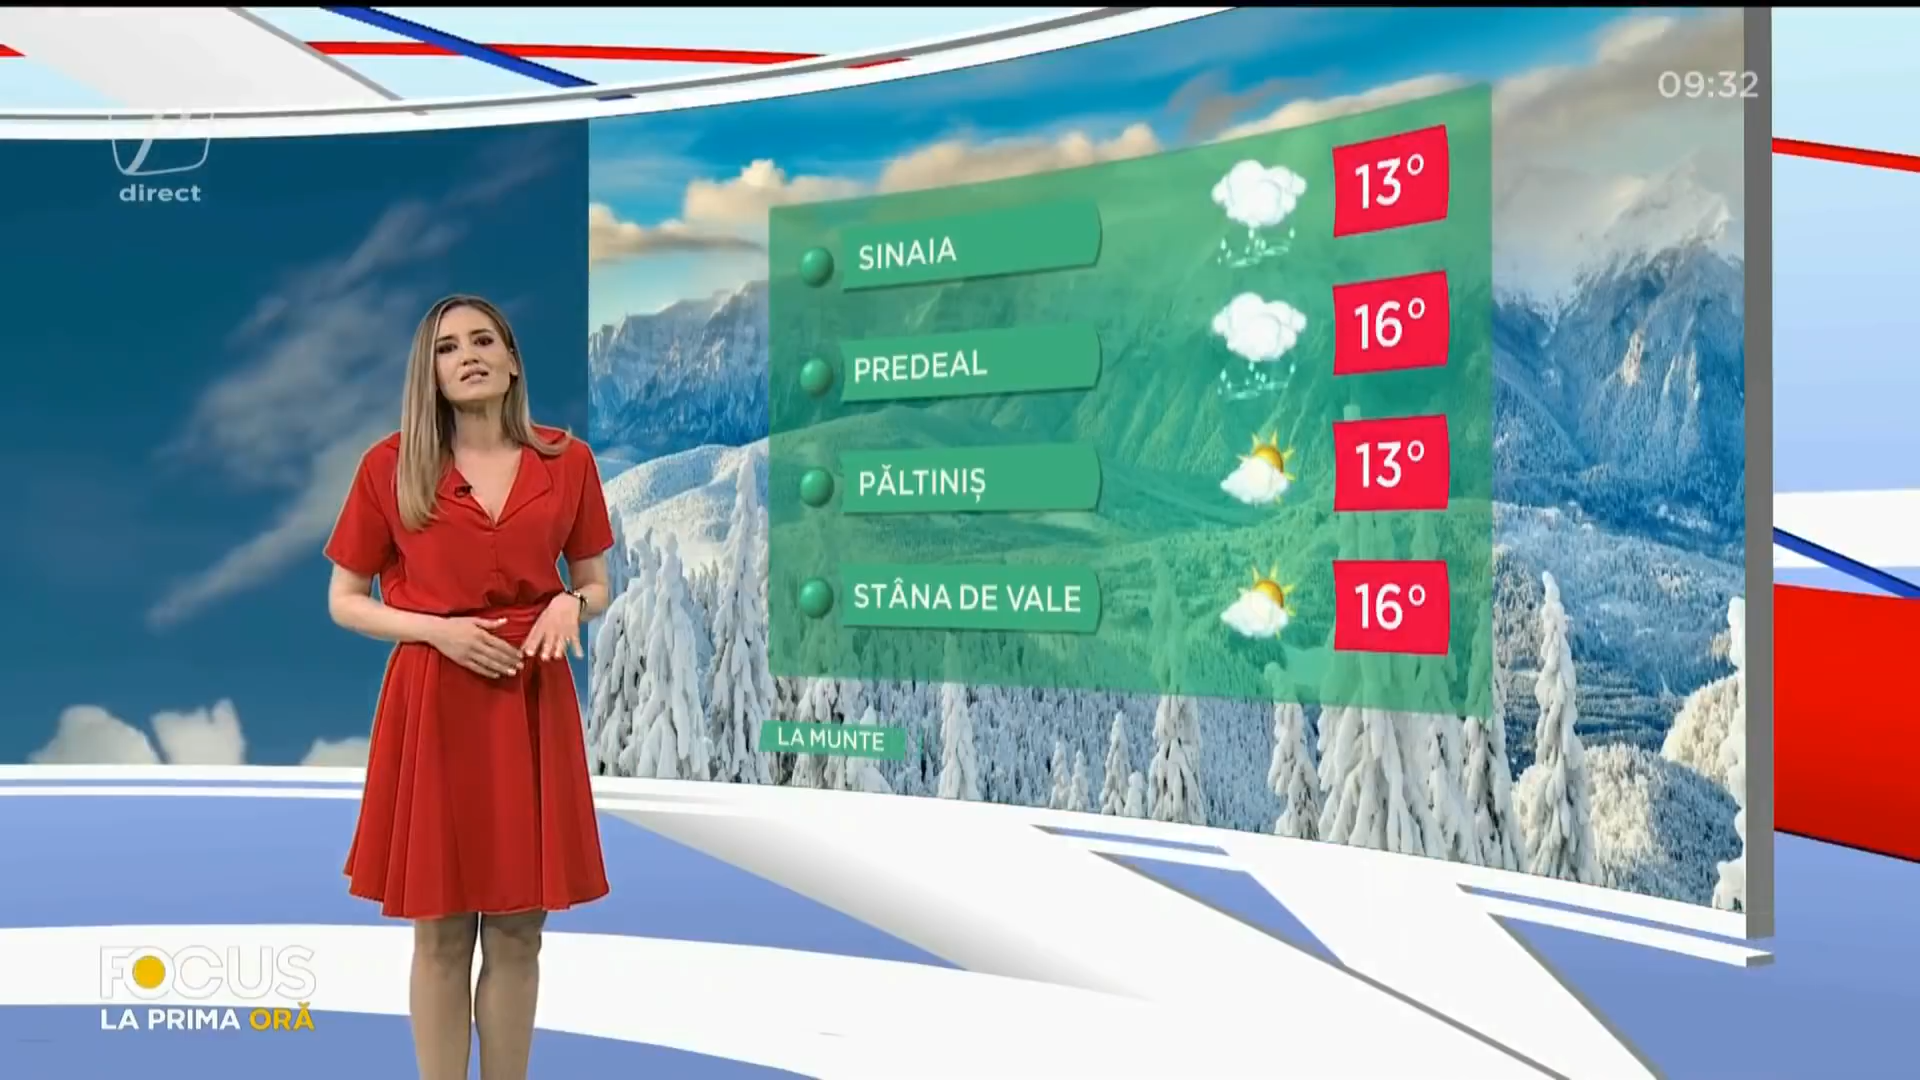 09:32
direct
SINAIA
13°
PREDEAL
16°
PĂLTINIȘ
13°
STÂNA DE VALE
16°
LA MUNTE
FOCUS
LA PRIMA ORĂ